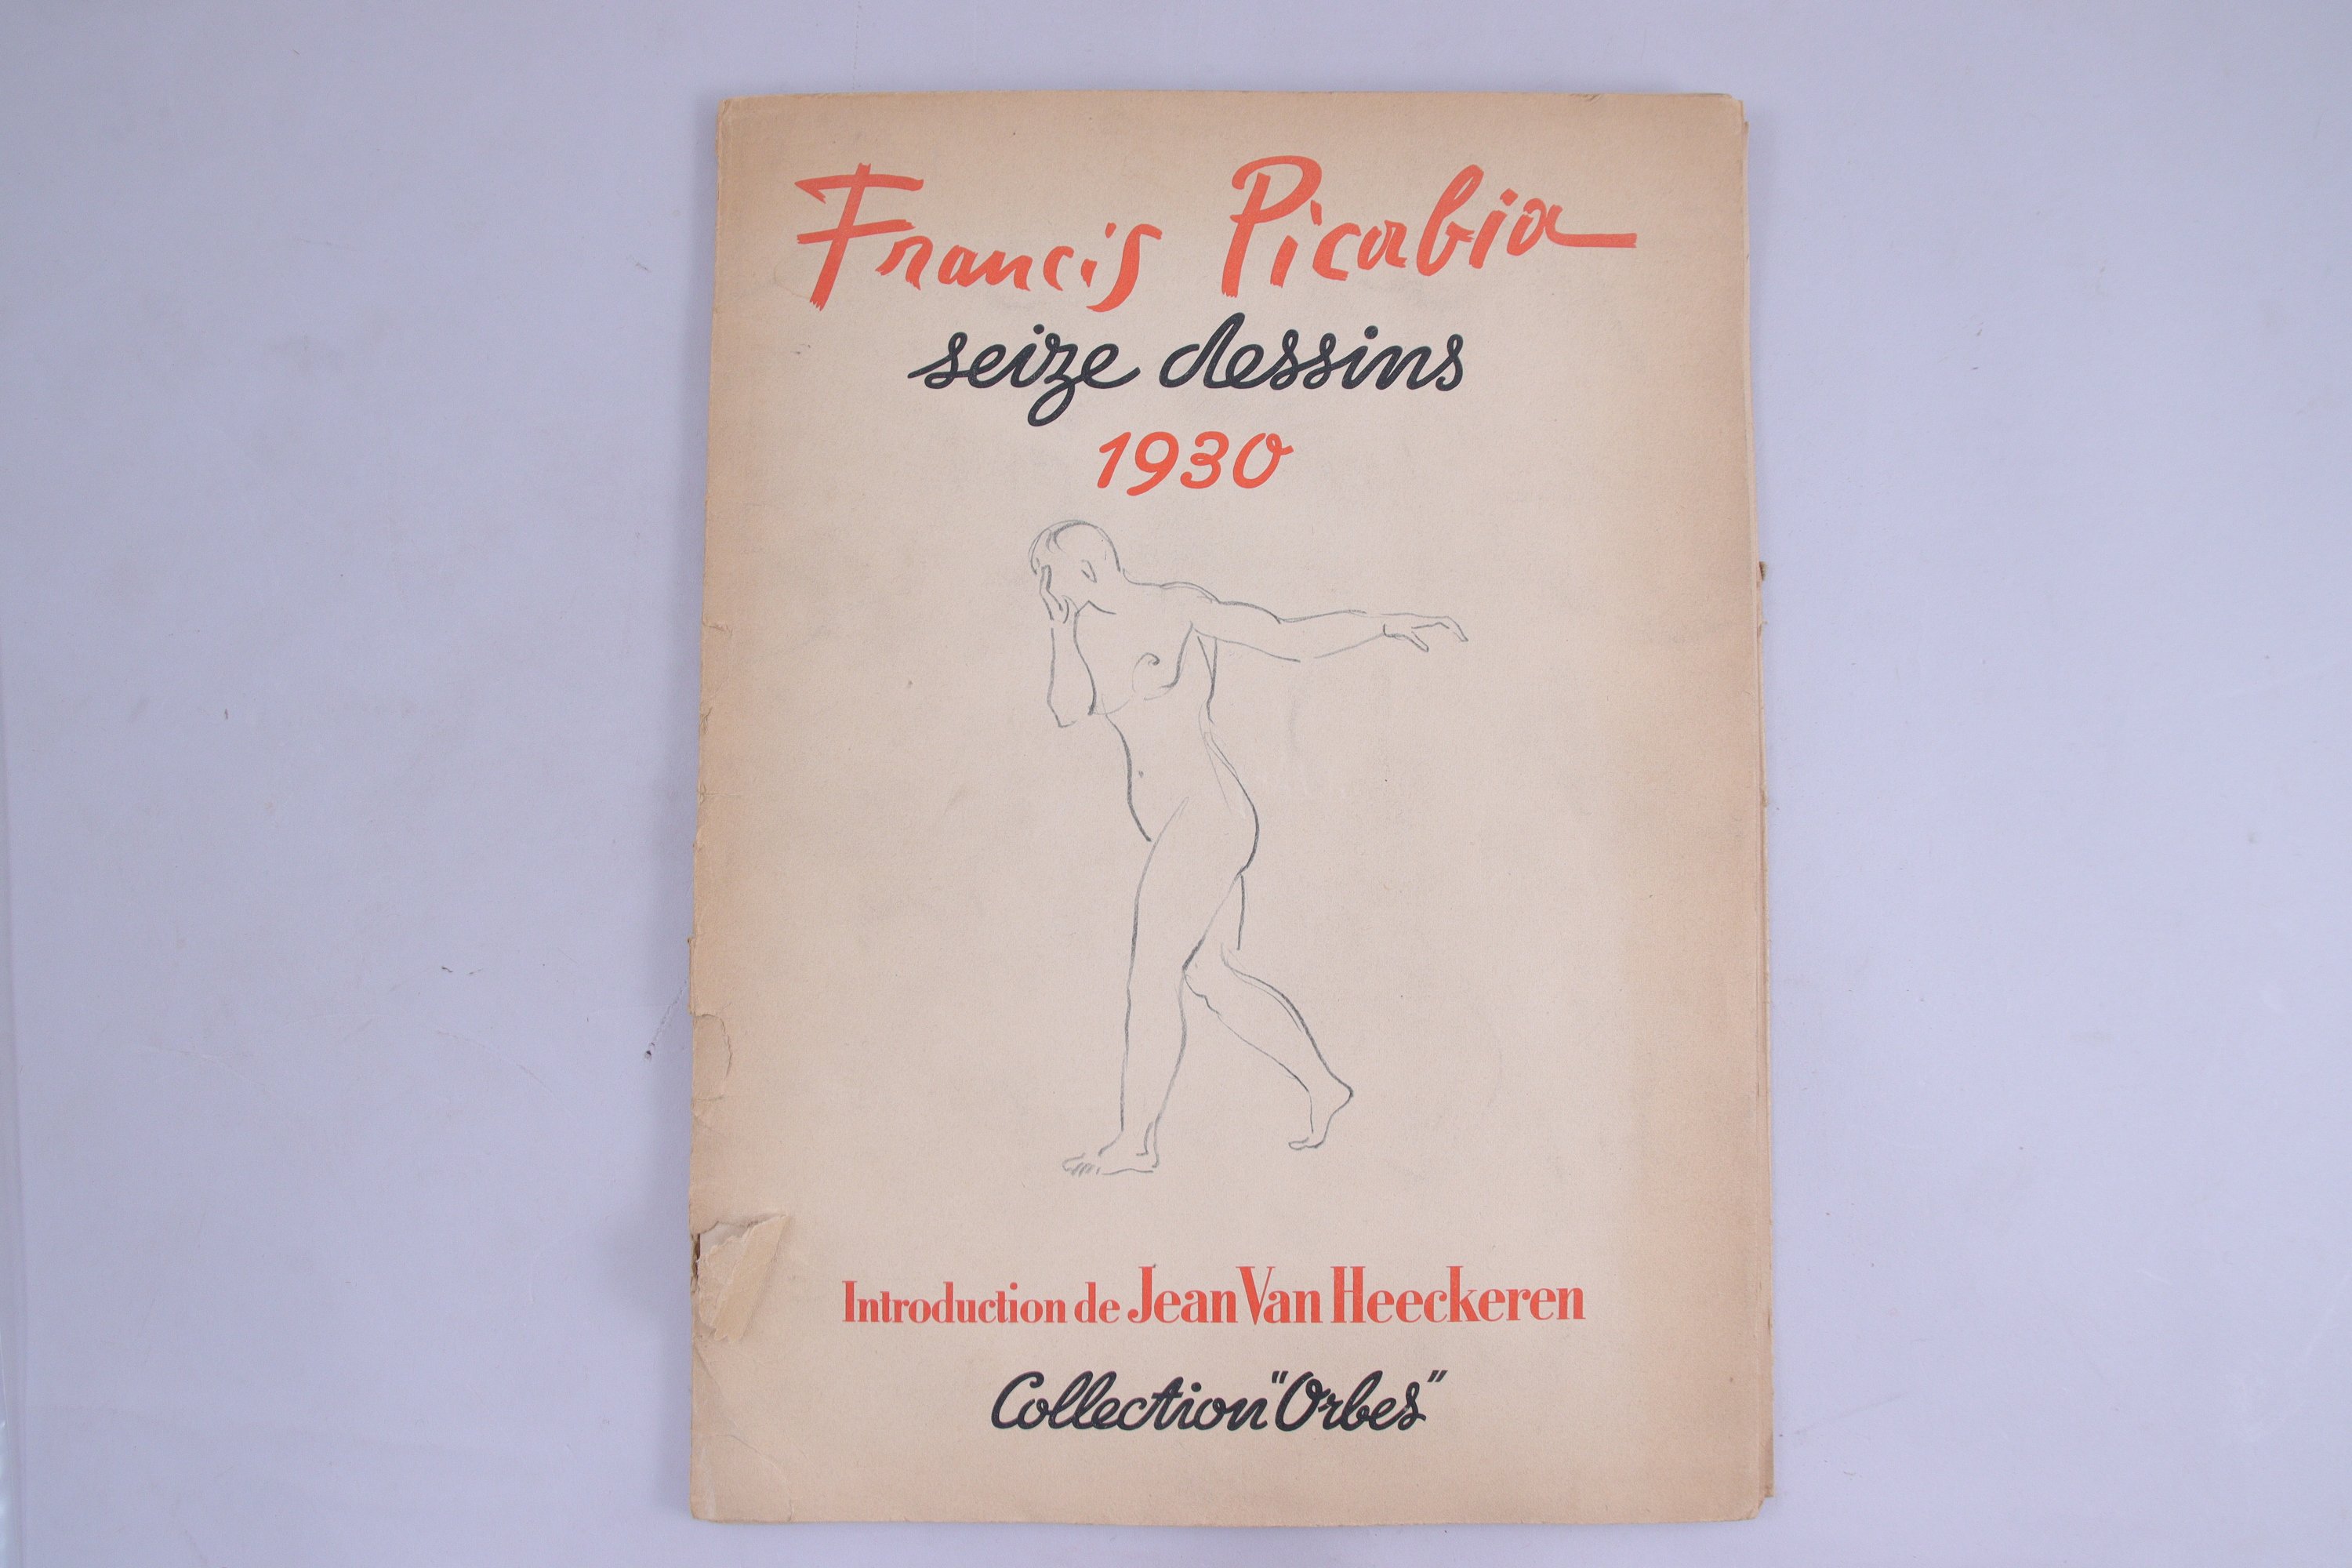 Francis Picabia
seize dessins
1930
Introduction de Jean Van Heeckeren
Collection "Orbes"